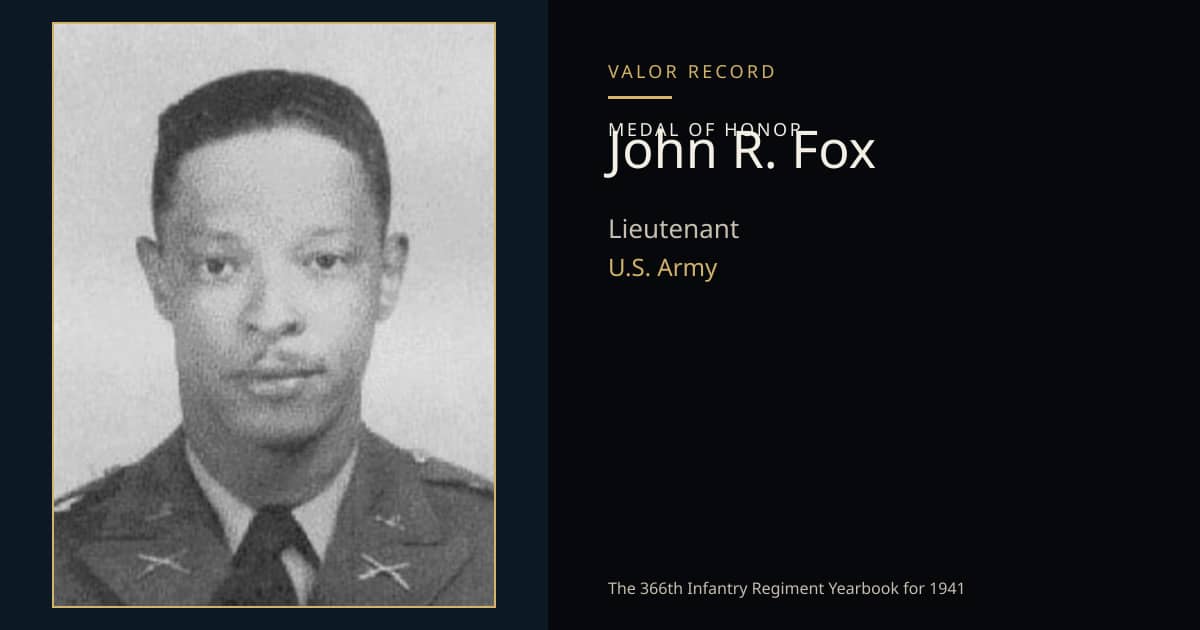 VALOR RECORD
MEDAL OF HONOR
John R. Fox
Lieutenant
U.S. Army
The 366th Infantry Regiment Yearbook for 1941